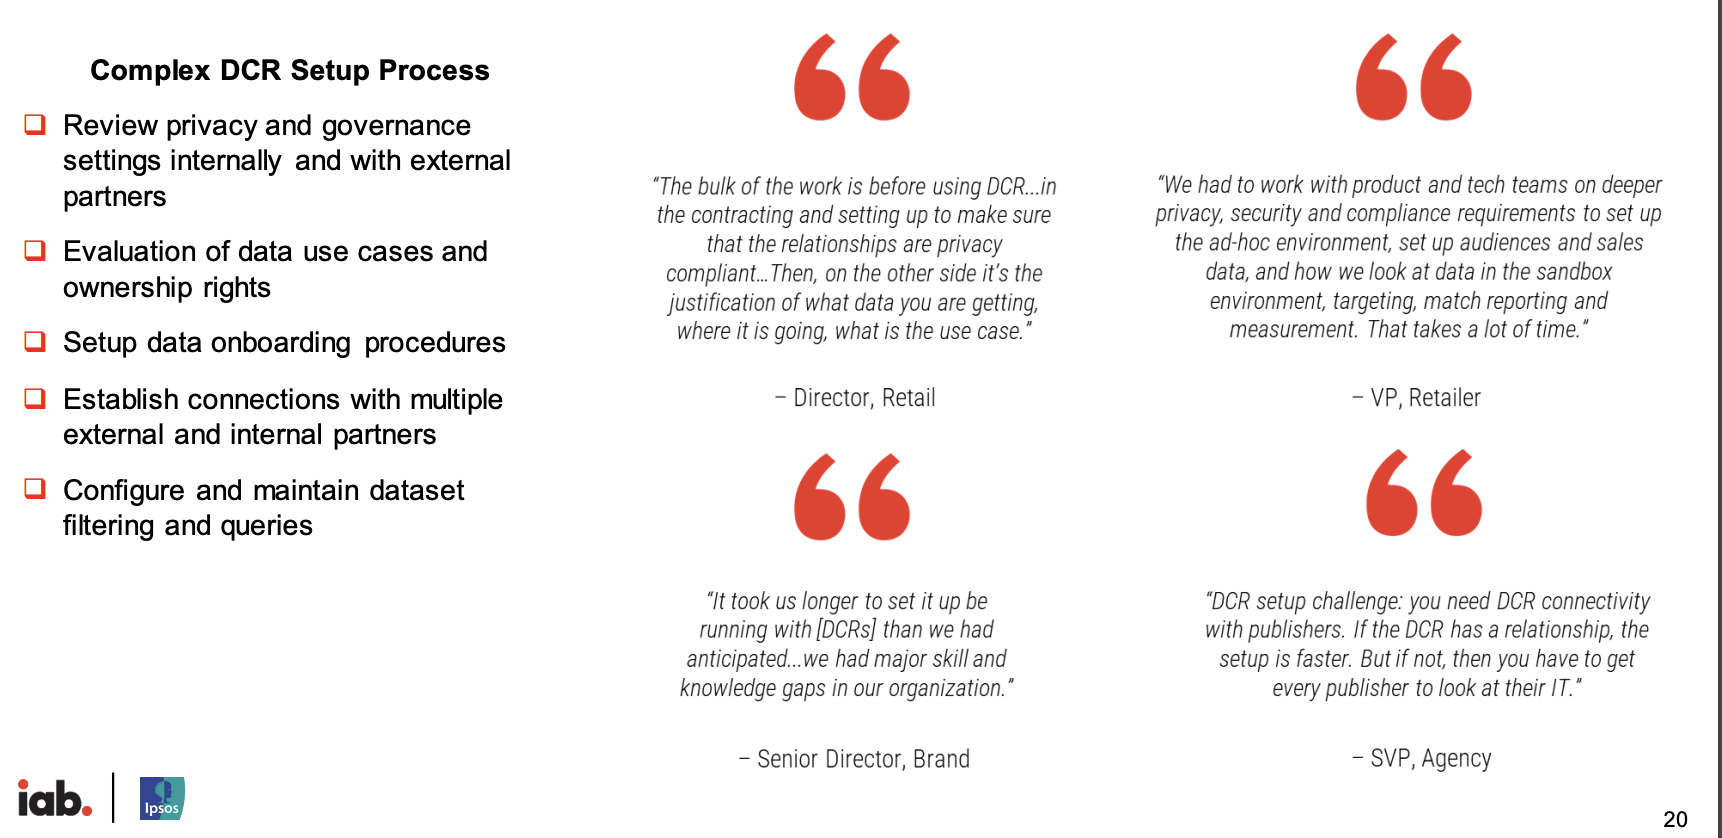 Complex DCR Setup Process
❑ Review privacy and governance
settings internally and with external
partners
❑ Evaluation of data use cases and
ownership rights
❑ Setup data onboarding procedures
❑ Establish connections with multiple
external and internal partners
❑ Configure and maintain dataset
filtering and queries
“The bulk of the work is before using DCR...in
the contracting and setting up to make sure
that the relationships are privacy
compliant...Then, on the other side it’s the
justification of what data you are getting,
where it is going, what is the use case.”
– Director, Retail
“We had to work with product and tech teams on deeper
privacy, security and compliance requirements to set up
the ad-hoc environment, set up audiences and sales
data, and how we look at data in the sandbox
environment, targeting, match reporting and
measurement. That takes a lot of time.”
– VP, Retailer
“It took us longer to set it up be
running with [DCRs] than we had
anticipated...we had major skill and
knowledge gaps in our organization.”
– Senior Director, Brand
“DCR setup challenge: you need DCR connectivity
with publishers. If the DCR has a relationship, the
setup is faster. But if not, then you have to get
every publisher to look at their IT.”
– SVP, Agency
iab.
Ipsos
20